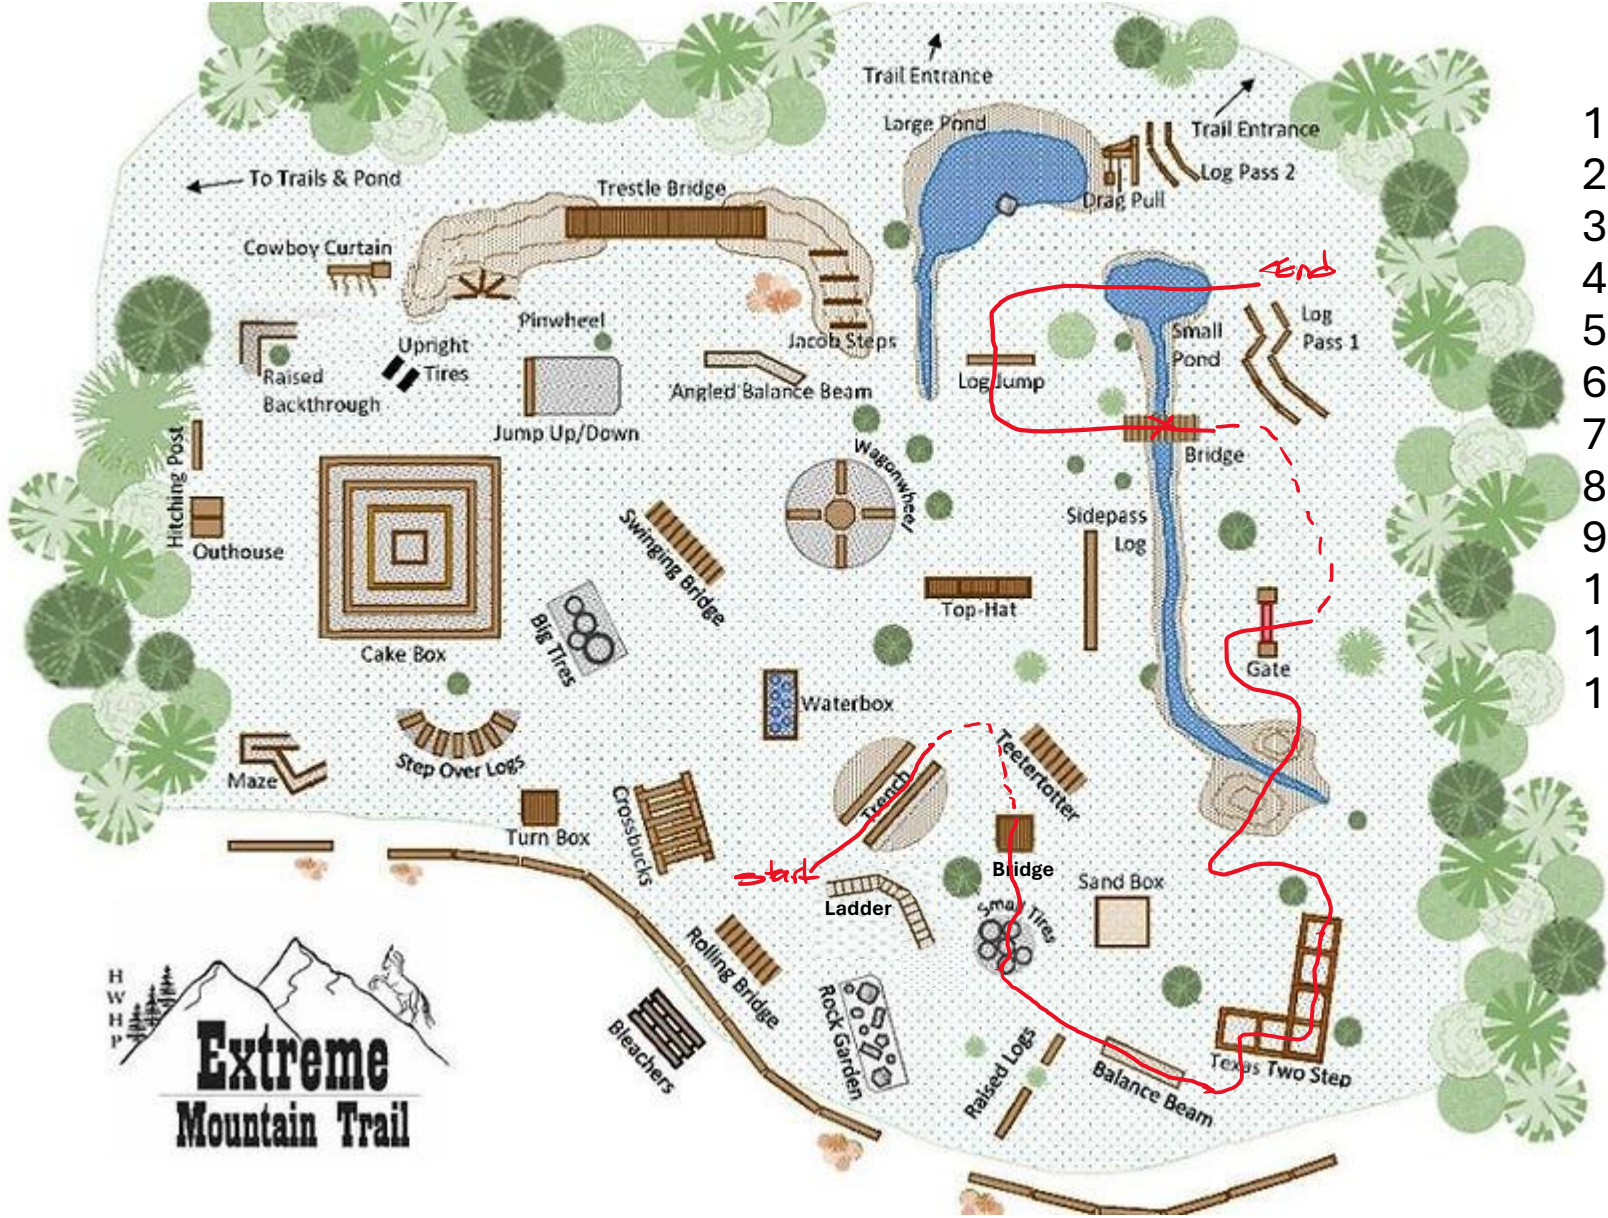 Trail Entrance
Large Pond
Trail Entrance
Log Pass 2
Drag Pull
To Trails & Pond
Trestle Bridge
Cowboy Curtain
End
Pinwheel
Upright
Tires
Jacob Steps
Small
Pond
Log
Pass 1
Raised
Backthrough
Angled Balance Beam
Log Jump
Jump Up/Down
Hitching Post
Wagonwheel
Bridge
Outhouse
Swinging Bridge
Sidepass
Log
Top-Hat
Big Tires
Cake Box
Gate
Waterbox
Step Over Logs
Maze
Trench
Teetertotter
Turn Box
Crossbucks
Start
Bridge
Ladder
Small Tires
Sand Box
Rolling Bridge
Rock Garden
Bleachers
Raised Logs
Balance Beam
Texas Two Step
H
W
H
P
Extreme
Mountain Trail
1
2
3
4
5
6
7
8
9
1
1
1